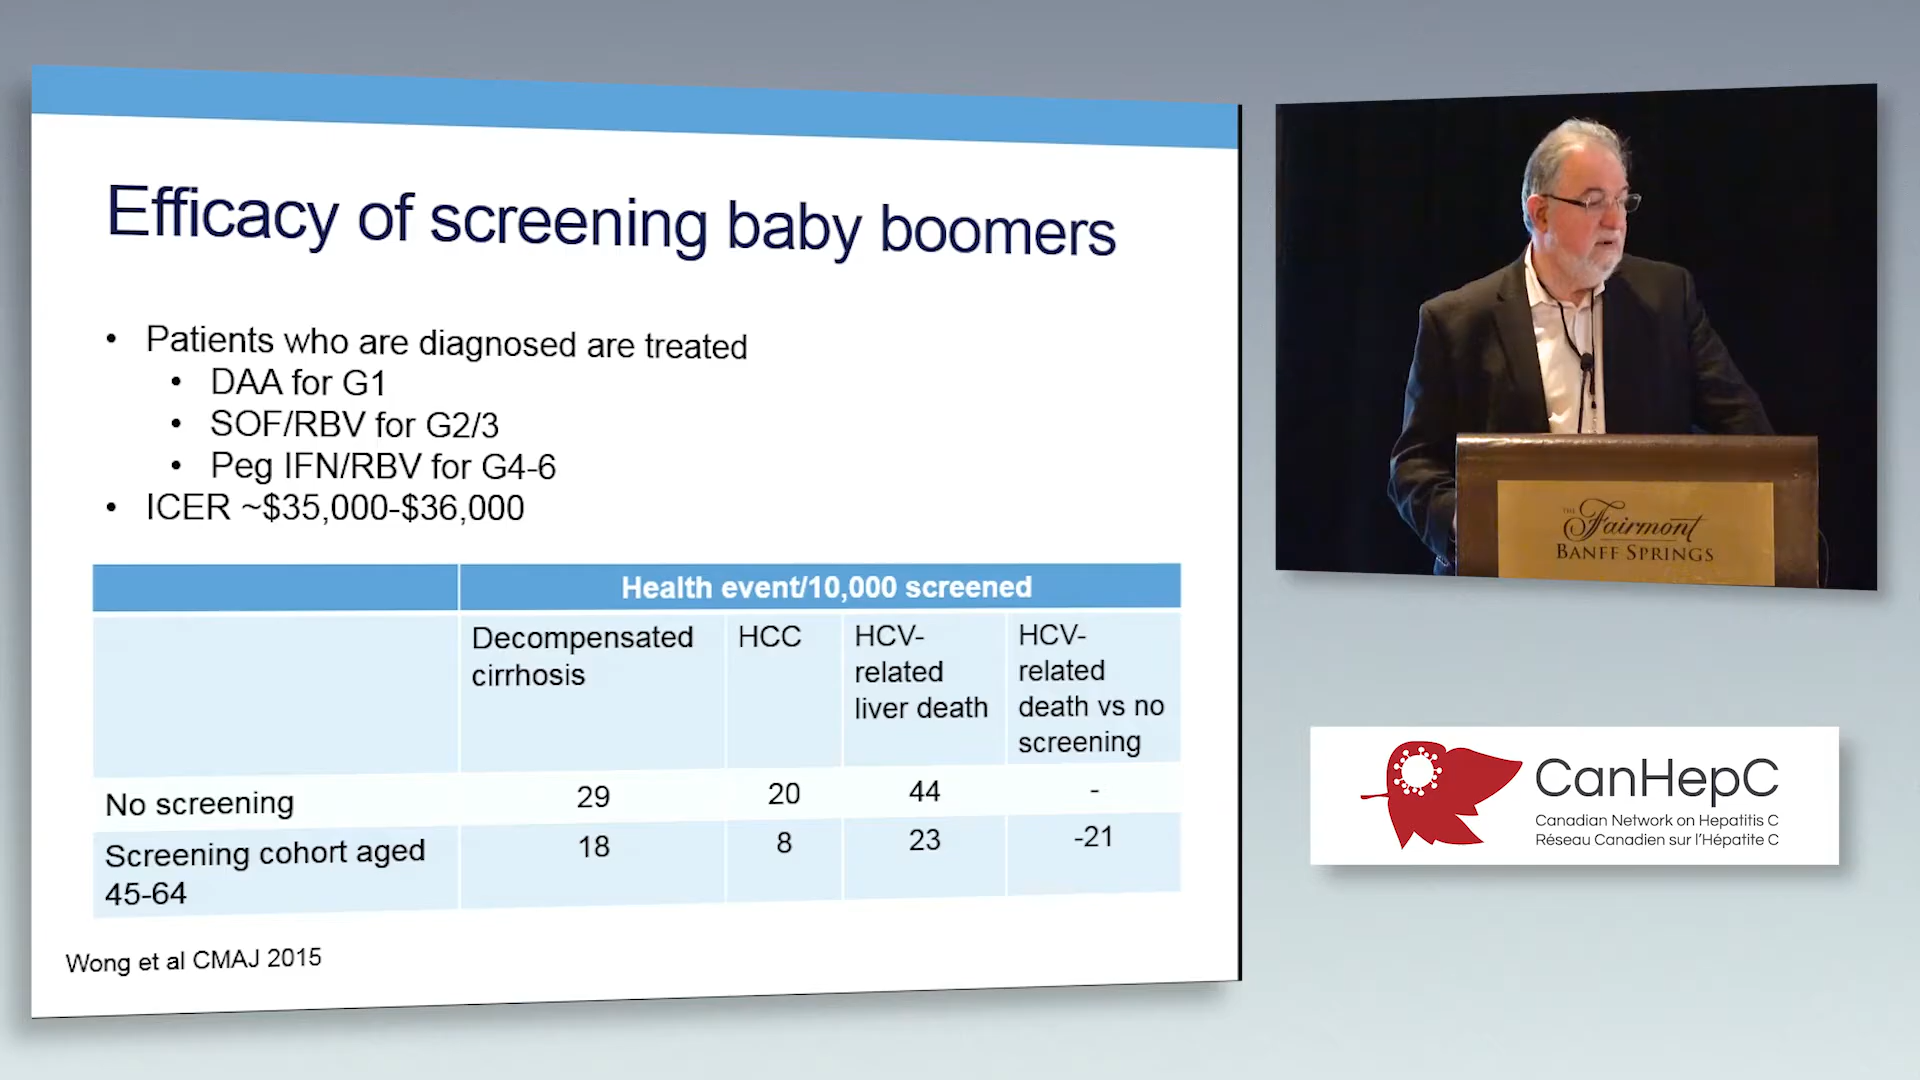 Efficacy of screening baby boomers
• Patients who are diagnosed are treated
• DAA for G1
• SOF/RBV for G2/3
• Peg IFN/RBV for G4-6
• ICER ~$35,000-$36,000
Health event/10,000 screened
Decompensated cirrhosis
HCC
HCV-related liver death
HCV-related death vs no screening
No screening 29 20 44 -
Screening cohort aged 45-64 18 8 23 -21
Wong et al CMAJ 2015
THE Fairmont
BANFF SPRINGS
CanHepC
Canadian Network on Hepatitis C
Réseau Canadien sur l'Hépatite C